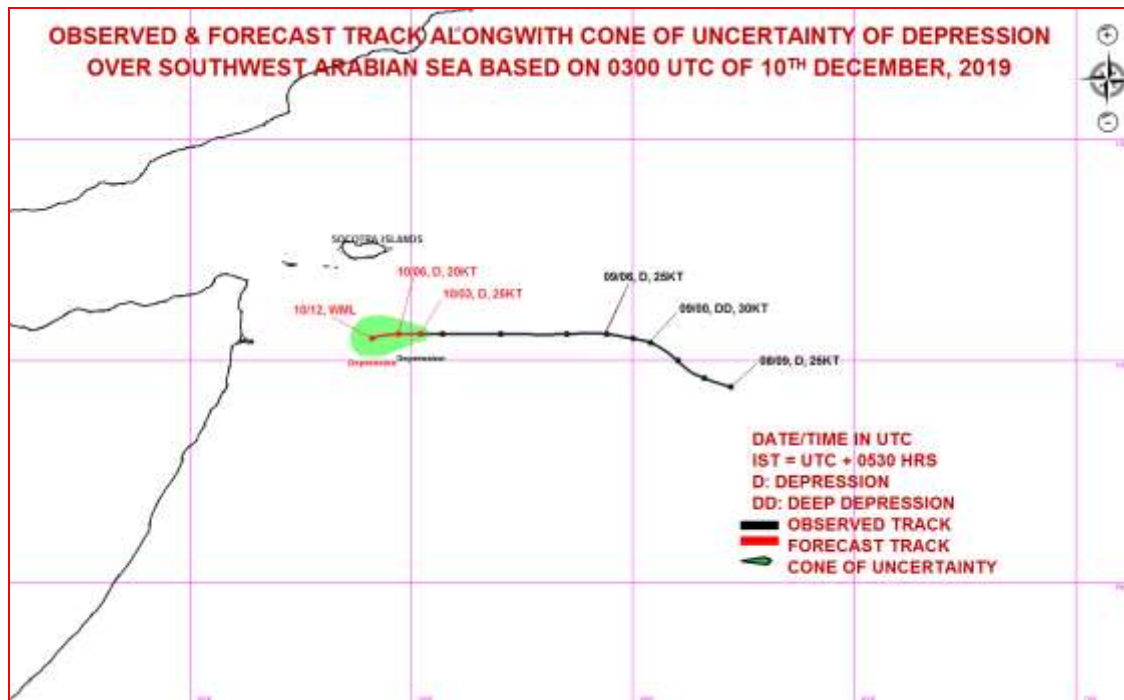 OBSERVED & FORECAST TRACK ALONGWITH CONE OF UNCERTAINTY OF DEPRESSION
OVER SOUTHWEST ARABIAN SEA BASED ON 0300 UTC OF 10TH DECEMBER, 2019
SOCOTRA ISLANDS
10/06, D, 20KT
10/03, D, 25KT
09/06, D, 25KT
10/12, WML
09/00, DD, 30KT
Depression
Depression
08/09, D, 25KT
DATE/TIME IN UTC
IST = UTC + 0530 HRS
D: DEPRESSION
DD: DEEP DEPRESSION
OBSERVED TRACK
FORECAST TRACK
CONE OF UNCERTAINTY